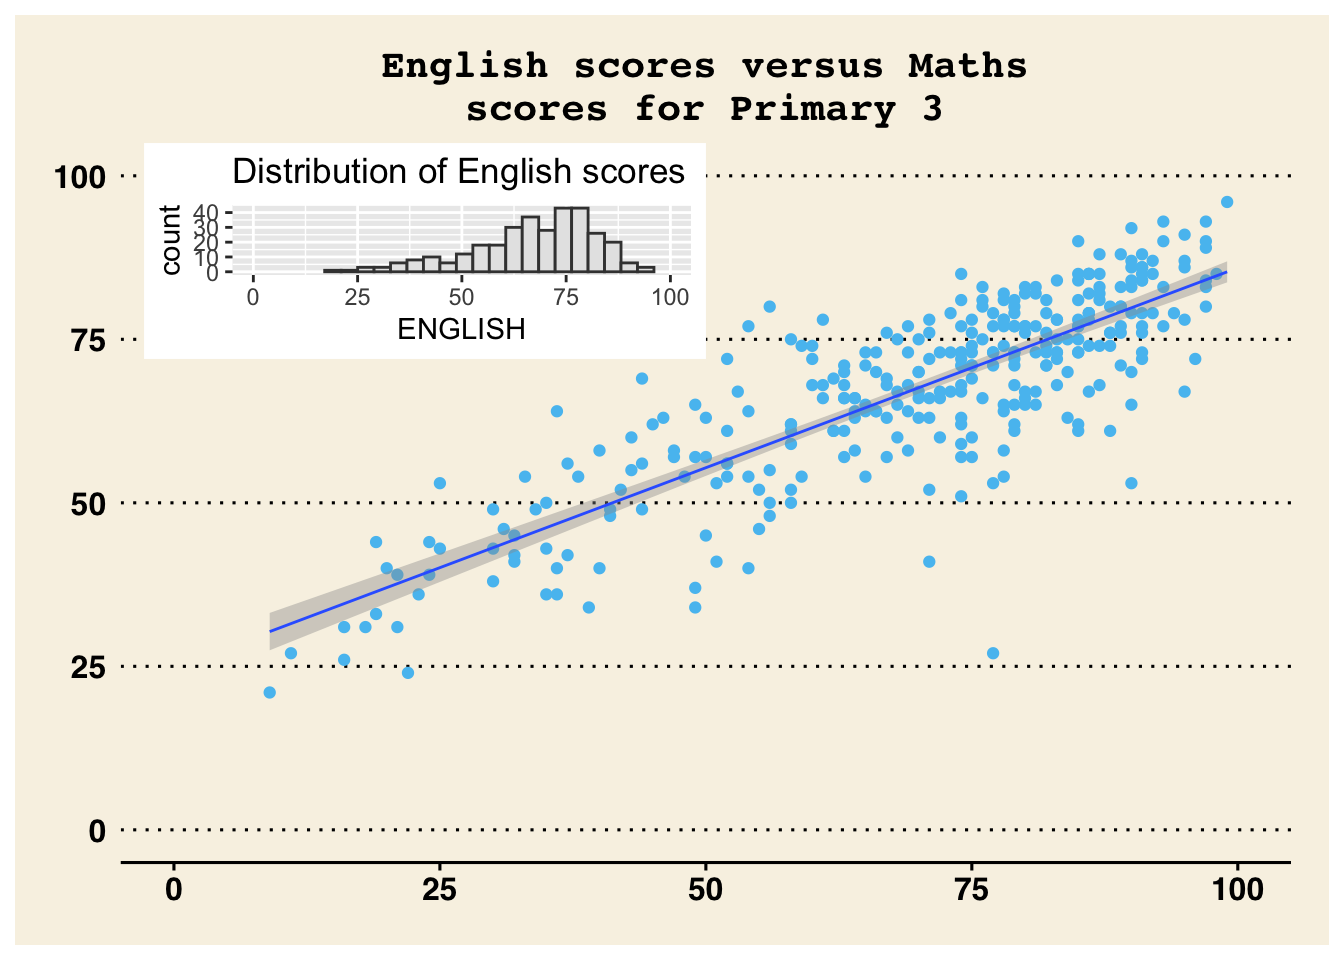 English scores versus Maths
scores for Primary 3
Distribution of English scores
count
40
30
20
10
0
0 25 50 75 100
ENGLISH
100
75
50
25
0
0 25 50 75 100